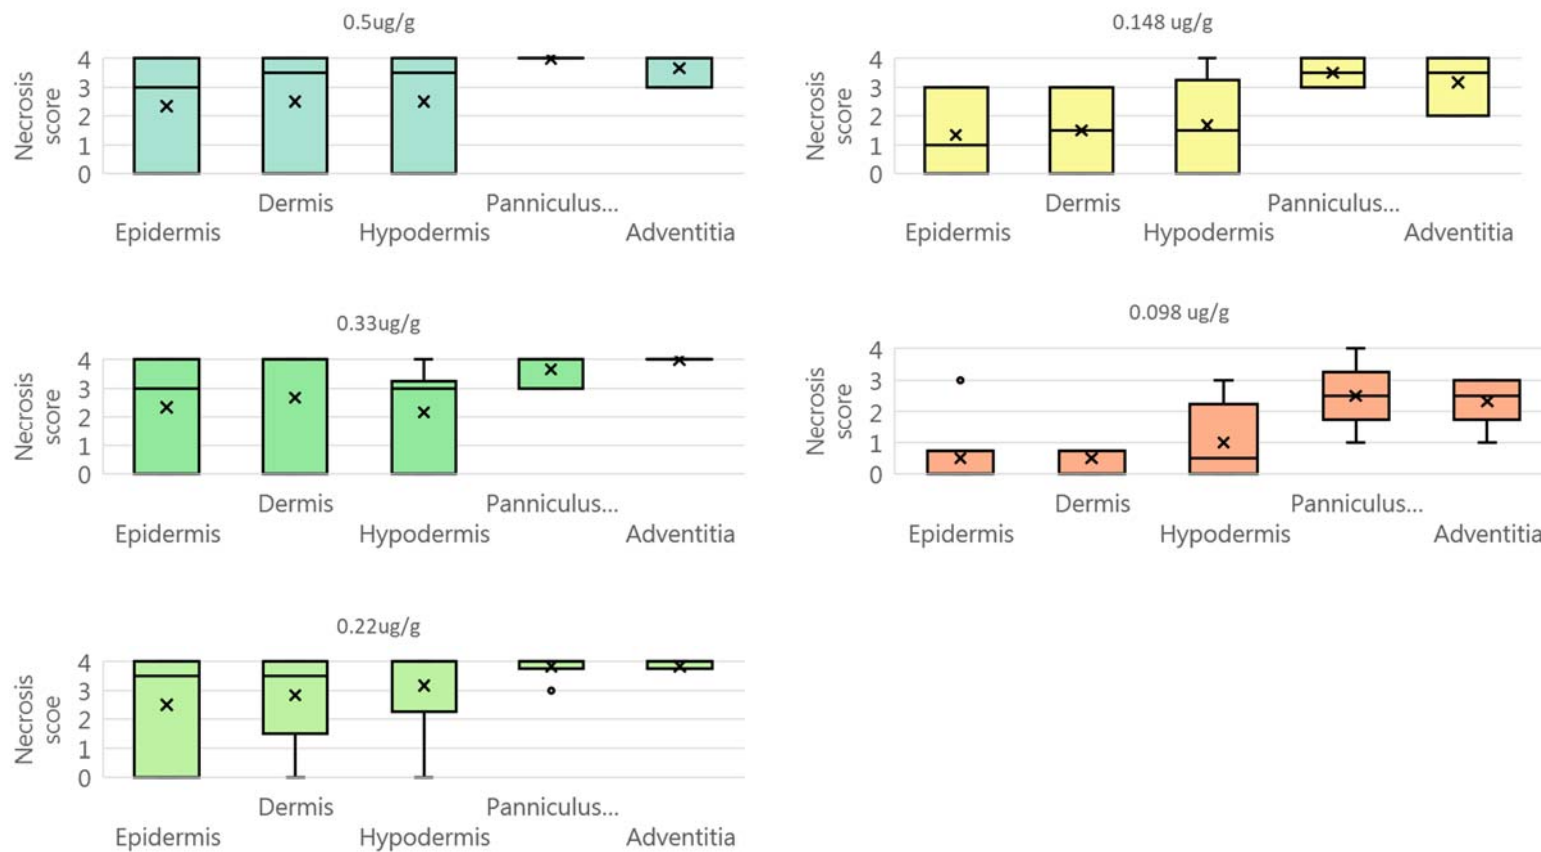 0.5ug/g
Necrosis
score
4
3
2
1
0
Epidermis
Dermis
Hypodermis
Panniculus...
Adventitia
0.148 ug/g
Necrosis
score
4
3
2
1
0
Epidermis
Dermis
Hypodermis
Panniculus...
Adventitia
0.33ug/g
Necrosis
score
4
3
2
1
0
Epidermis
Dermis
Hypodermis
Panniculus...
Adventitia
0.098 ug/g
Necrosis
score
4
3
2
1
0
Epidermis
Dermis
Hypodermis
Panniculus...
Adventitia
0.22ug/g
Necrosis
scoe
4
3
2
1
0
Epidermis
Dermis
Hypodermis
Panniculus...
Adventitia